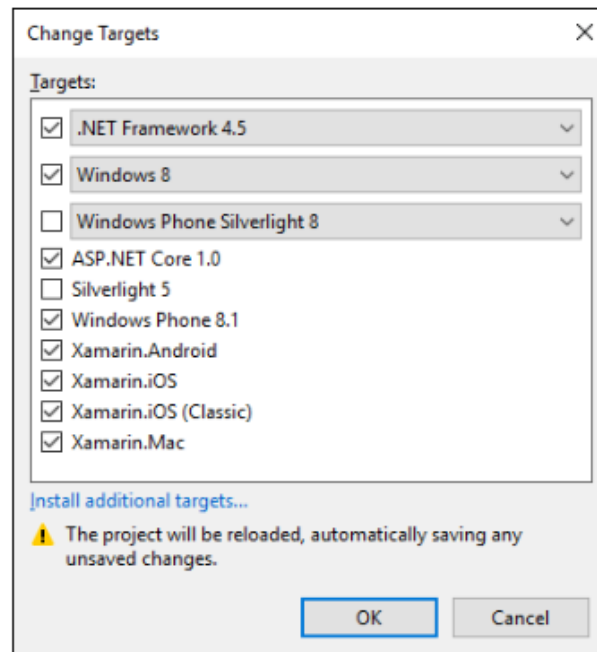 Change Targets
Targets:
.NET Framework 4.5
Windows 8
Windows Phone Silverlight 8
ASP.NET Core 1.0
Silverlight 5
Windows Phone 8.1
Xamarin.Android
Xamarin.iOS
Xamarin.iOS (Classic)
Xamarin.Mac
Install additional targets...
The project will be reloaded, automatically saving any
unsaved changes.
OK Cancel